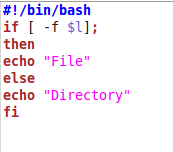 #!/bin/bash
if [ -f $l];
then
echo "File"
else
echo "Directory"
fi